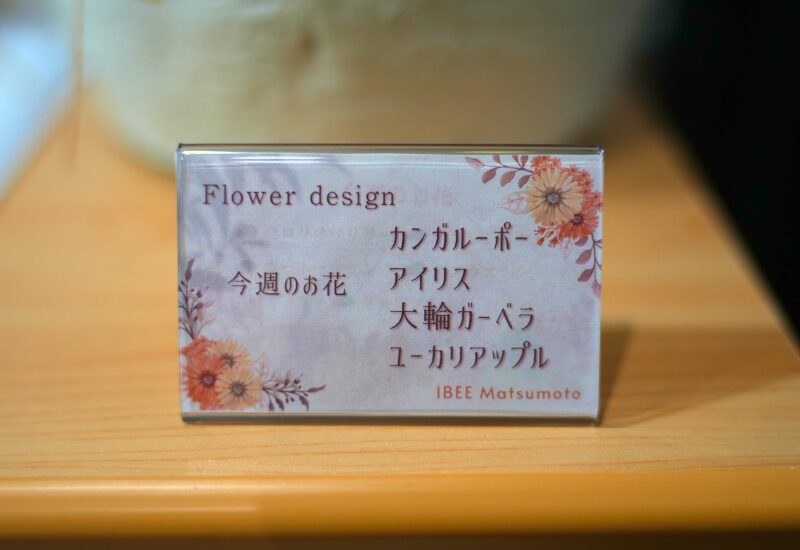 Flower design
今週のお花
カンガルーポー
アイリス
大輪ガーベラ
ユーカリアップル
IBEE Matsumoto